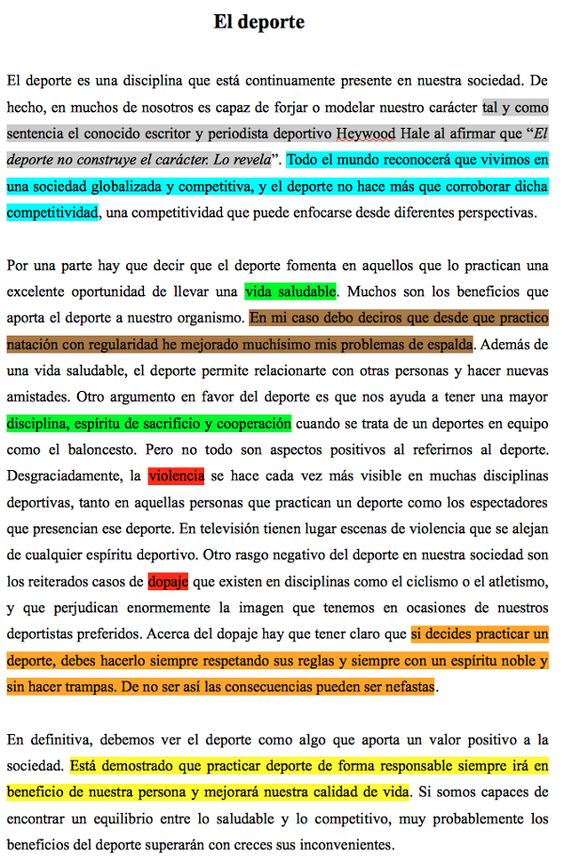 El deporte
El deporte es una disciplina que está continuamente presente en nuestra sociedad. De
hecho, en muchos de nosotros es capaz de forjar o modelar nuestro carácter tal y como
sentencia el conocido escritor y periodista deportivo Heywood Hale al afirmar que “El
deporte no construye el carácter. Lo revela”. Todo el mundo reconocerá que vivimos en
una sociedad globalizada y competitiva, y el deporte no hace más que corroborar dicha
competitividad, una competitividad que puede enfocarse desde diferentes perspectivas.
Por una parte hay que decir que el deporte fomenta en aquellos que lo practican una
excelente oportunidad de llevar una vida saludable. Muchos son los beneficios que
aporta el deporte a nuestro organismo. En mi caso debo deciros que desde que practico
natación con regularidad he mejorado muchísimo mis problemas de espalda. Además de
una vida saludable, el deporte permite relacionarte con otras personas y hacer nuevas
amistades. Otro argumento en favor del deporte es que nos ayuda a tener una mayor
disciplina, espíritu de sacrificio y cooperación cuando se trata de un deportes en equipo
como el baloncesto. Pero no todo son aspectos positivos al referirnos al deporte.
Desgraciadamente, la violencia se hace cada vez más visible en muchas disciplinas
deportivas, tanto en aquellas personas que practican un deporte como los espectadores
que presencian ese deporte. En televisión tienen lugar escenas de violencia que se alejan
de cualquier espíritu deportivo. Otro rasgo negativo del deporte en nuestra sociedad son
los reiterados casos de dopaje que existen en disciplinas como el ciclismo o el atletismo,
y que perjudican enormemente la imagen que tenemos en ocasiones de nuestros
deportistas preferidos. Acerca del dopaje hay que tener claro que si decides practicar un
deporte, debes hacerlo siempre respetando sus reglas y siempre con un espíritu noble y
sin hacer trampas. De no ser así las consecuencias pueden ser nefastas.
En definitiva, debemos ver el deporte como algo que aporta un valor positivo a la
sociedad. Está demostrado que practicar deporte de forma responsable siempre irá en
beneficio de nuestra persona y mejorará nuestra calidad de vida. Si somos capaces de
encontrar un equilibrio entre lo saludable y lo competitivo, muy probablemente los
beneficios del deporte superarán con creces sus inconvenientes.